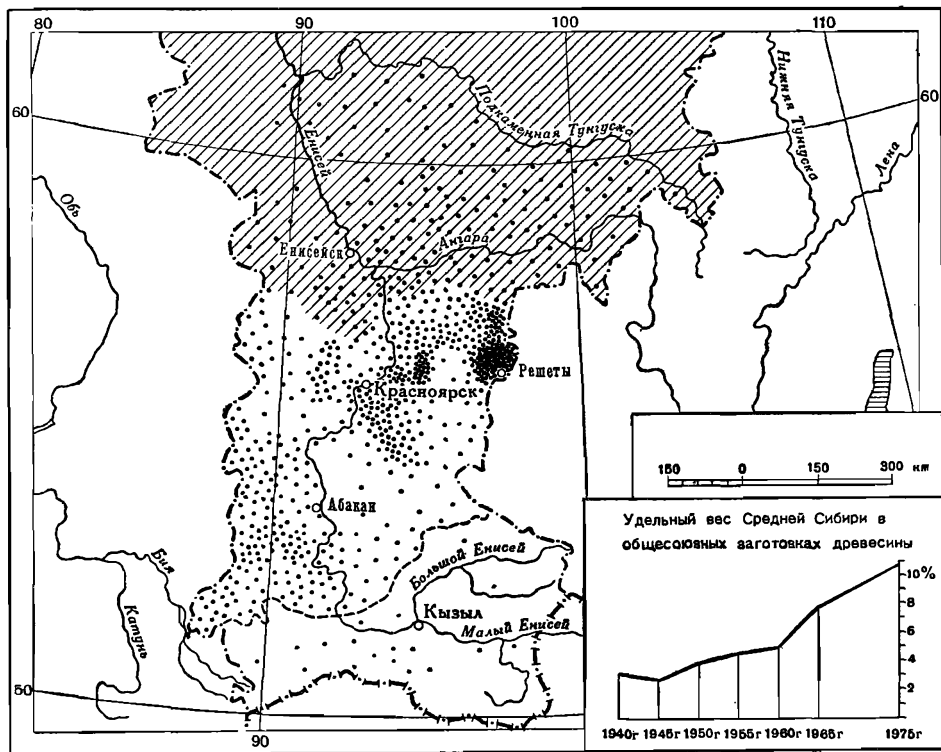 80 90 100 110
60 60
Обь
Енисей
Подкаменная Тунгуска
Нижняя Тунгуска
Лена
Енисейск
Ангара
Решеты
Красноярск
150 0 150 300 км
Абакан
Бия
Катунь
Большой Енисей
Кызыл
Малый Енисей
50
90
Удельный вес Средней Сибири в
общесоюзных заготовках древесины
10%
8
6
4
2
1940г 1945г 1950г 1955г 1960г 1965г 1975г